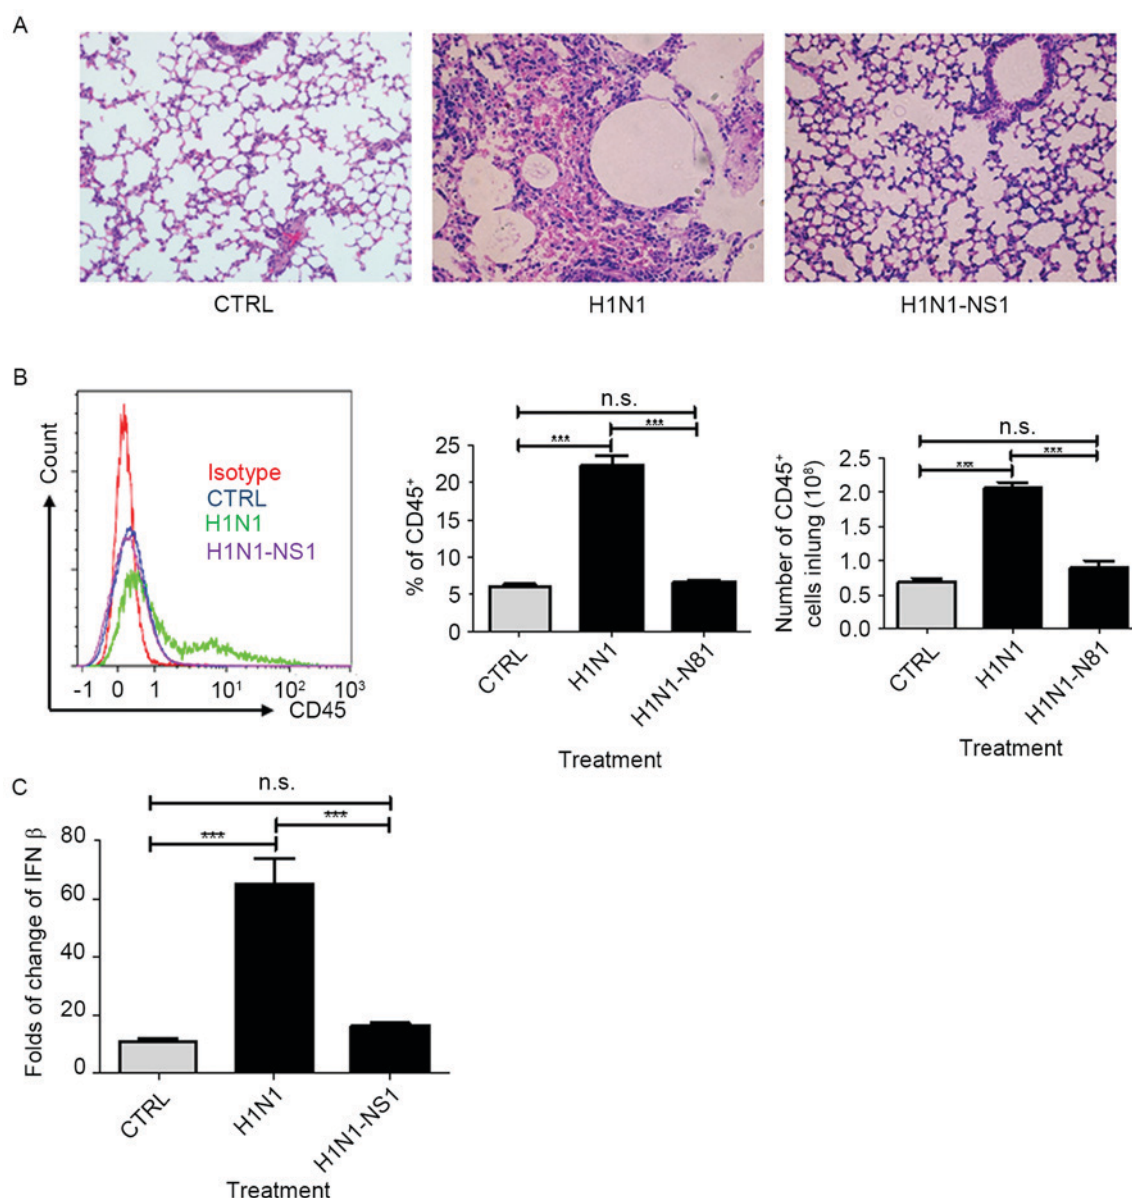 A
CTRL
H1N1
H1N1-NS1
B
Count
Isotype
CTRL
H1N1
H1N1-NS1
-1 0 1 10¹ 10² 10³
CD45
n.s.
*** ***
% of CD45⁺
25
20
15
10
5
0
CTRL
H1N1
H1N1-N81
Treatment
n.s.
*** ***
Number of CD45⁺
cells inlung (10⁸)
2.5
2.0
1.5
1.0
0.5
0.0
CTRL
H1N1
H1N1-N81
Treatment
C
n.s.
*** ***
Folds of change of IFN β
80
60
40
20
0
CTRL
H1N1
H1N1-NS1
Treatment